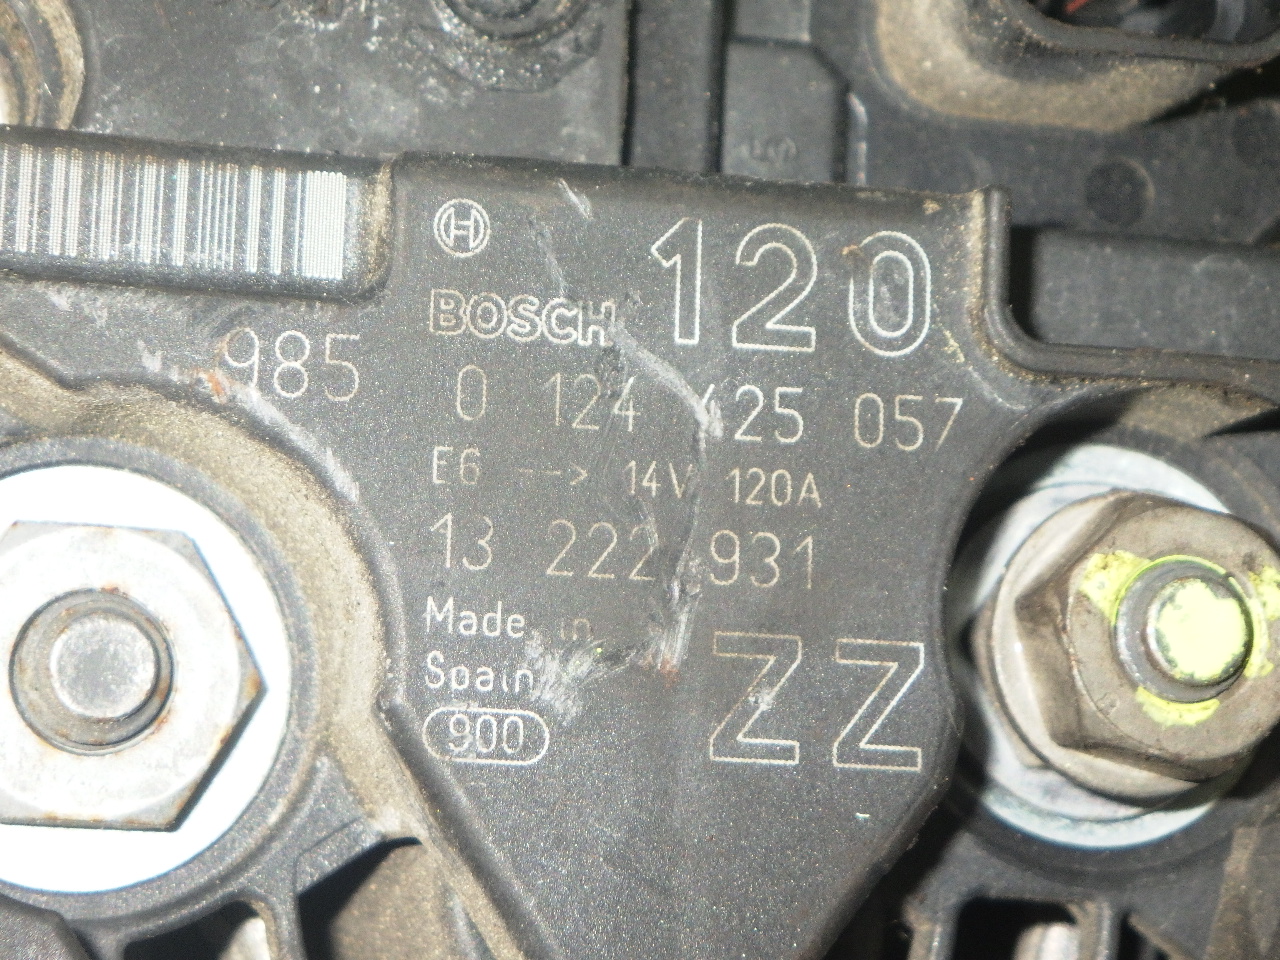 BOSCH 120
985
0 124 425 057
E6 --> 14V 120A
13 222 931
Made in
Spain
900
ZZ